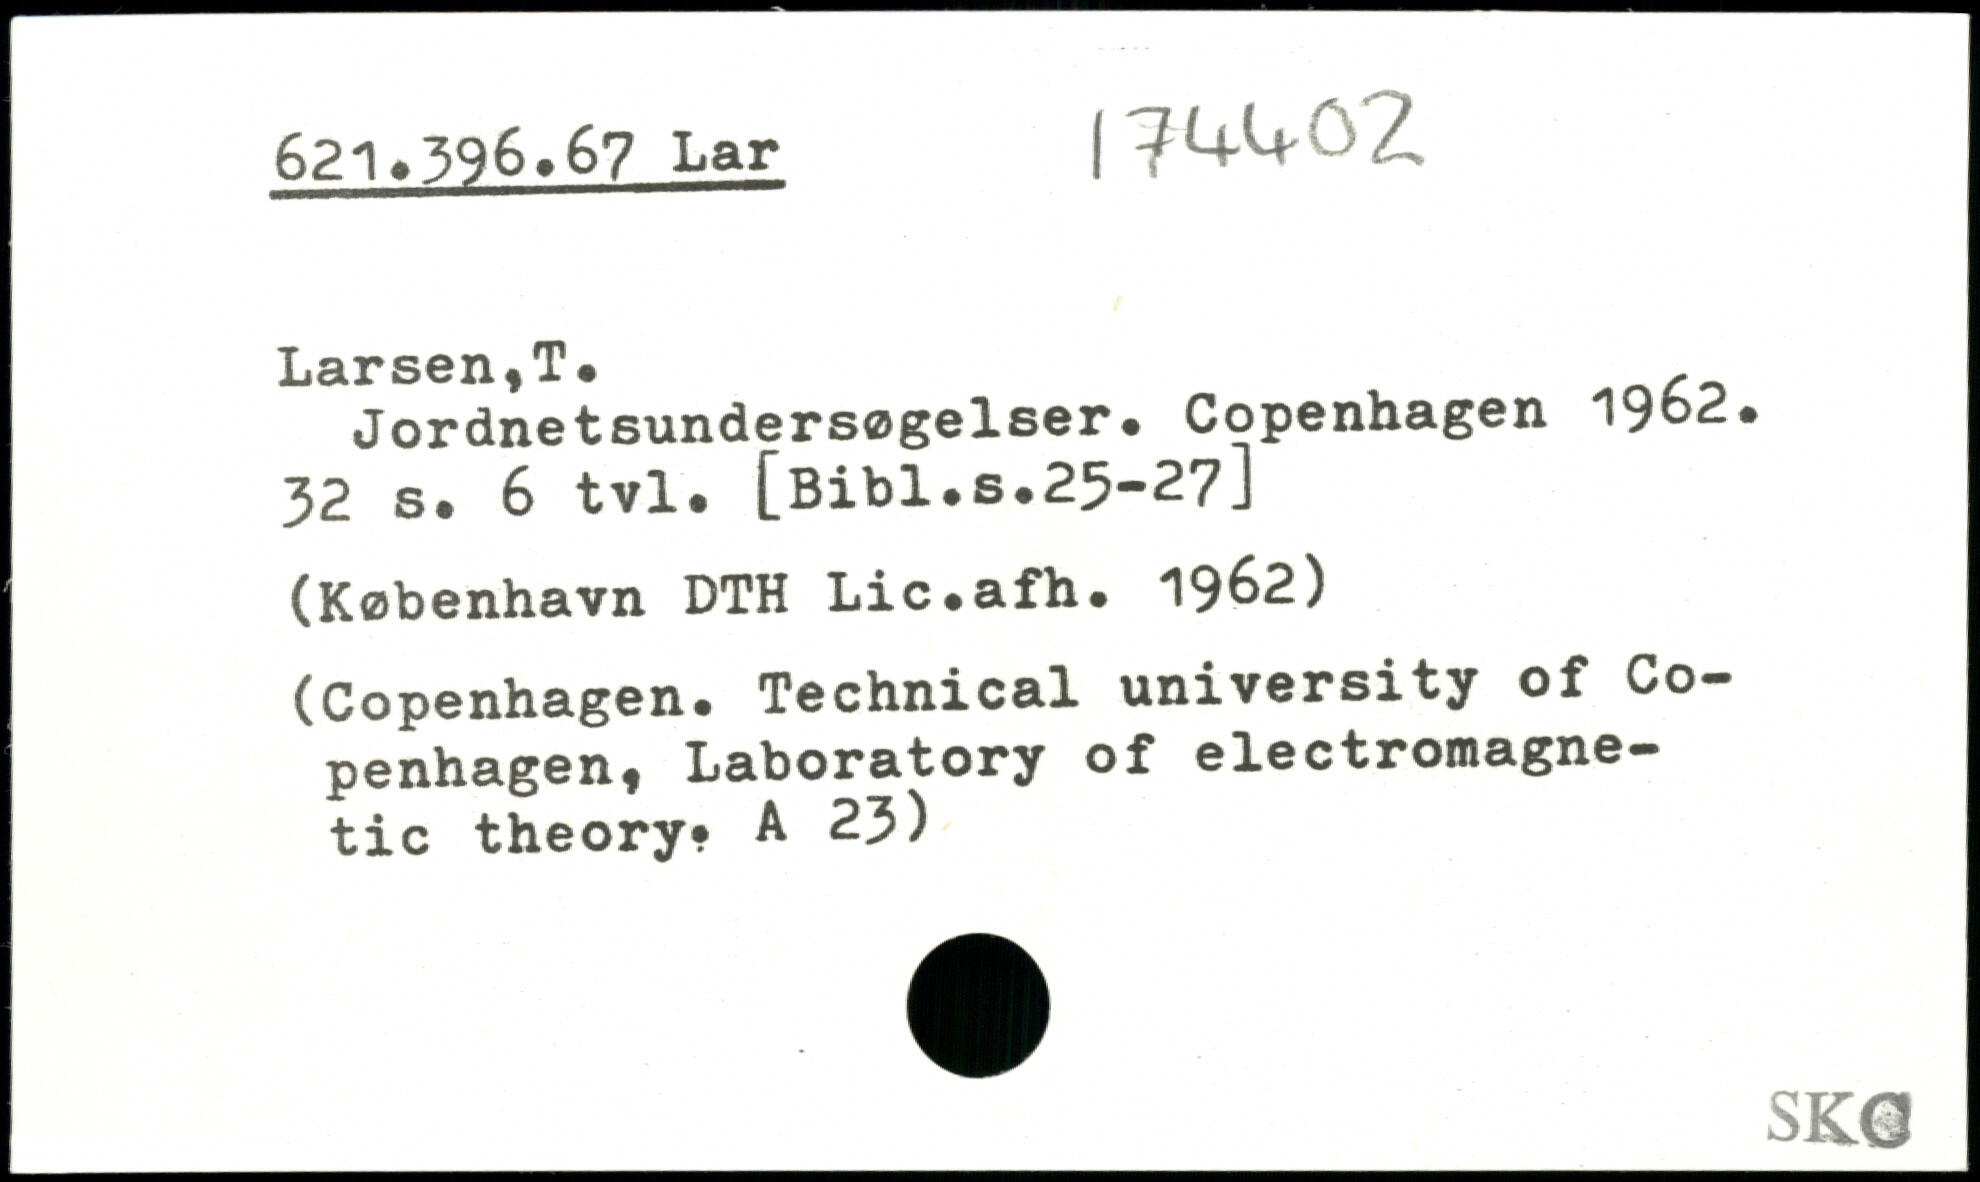 621.396.67 Lar 174402
Larsen,T.
Jordnetsundersøgelser. Copenhagen 1962.
32 s. 6 tvl. [Bibl.s.25-27]
(København DTH Lic.afh. 1962)
(Copenhagen. Technical university of Co-
penhagen, Laboratory of electromagne-
tic theory. A 23)
SKC